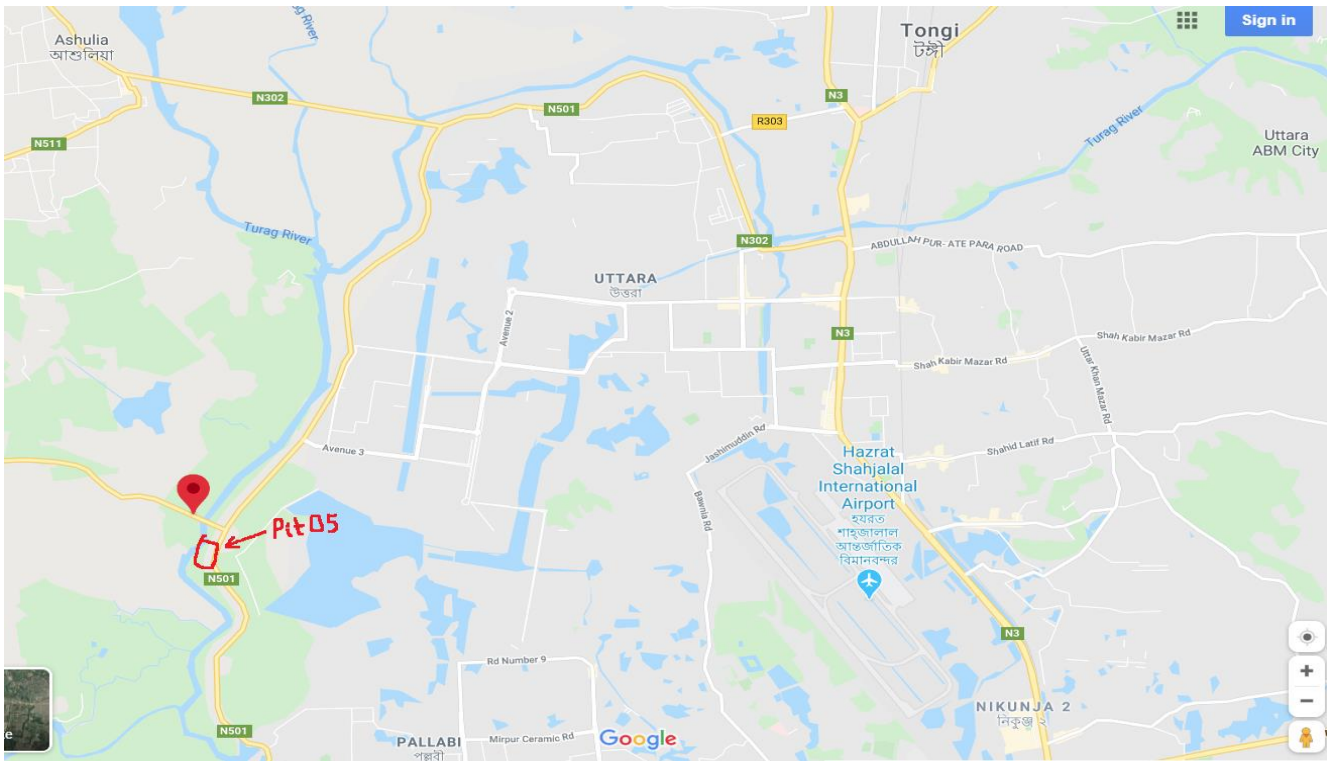 Sign in
Ashulia
আশুলিয়া
River
Turag River
Tongi
টঙ্গী
N302
N501
N3
R303
Turag River
Uttara
ABM City
N511
Turag River
N302
ABDULLAH PUR- ATE PARA ROAD
UTTARA
উত্তরা
Avenue 2
N3
Shah Kabir Mazar Rd
Shah Kabir Mazar Rd
Uttar Khan Mazar Rd
Avenue 3
Jashimuddin Rd
Shahid Latif Rd
Hazrat
Shahjalal
International
Airport
হযরত
শাহজালাল
আন্তর্জাতিক
বিমানবন্দর
Bawnia Rd
Pit 05
N501
N3
Rd Number 9
NIKUNJA 2
নিকুঞ্জ ২
N501
PALLABI
পল্লবী
Mirpur Ceramic Rd
Google